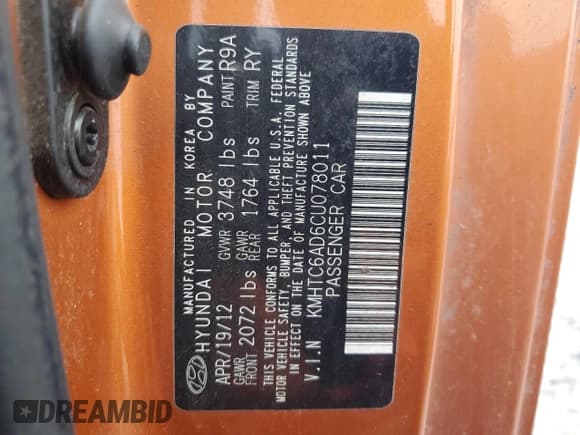 MANUFACTURED IN KOREA BY
HYUNDAI MOTOR COMPANY
APR/19/12 GVWR 3748 lbs PAINT R9A
GAWR FRONT 2072 lbs GAWR REAR 1764 lbs TRIM RY
THIS VEHICLE CONFORMS TO ALL APPLICABLE U.S.A. FEDERAL
MOTOR VEHICLE SAFETY, BUMPER, AND THEFT PREVENTION STANDARDS
IN EFFECT ON THE DATE OF MANUFACTURE SHOWN ABOVE
V.I.N KMHTC6AD6CU078011
PASSENGER CAR
DREAMBID